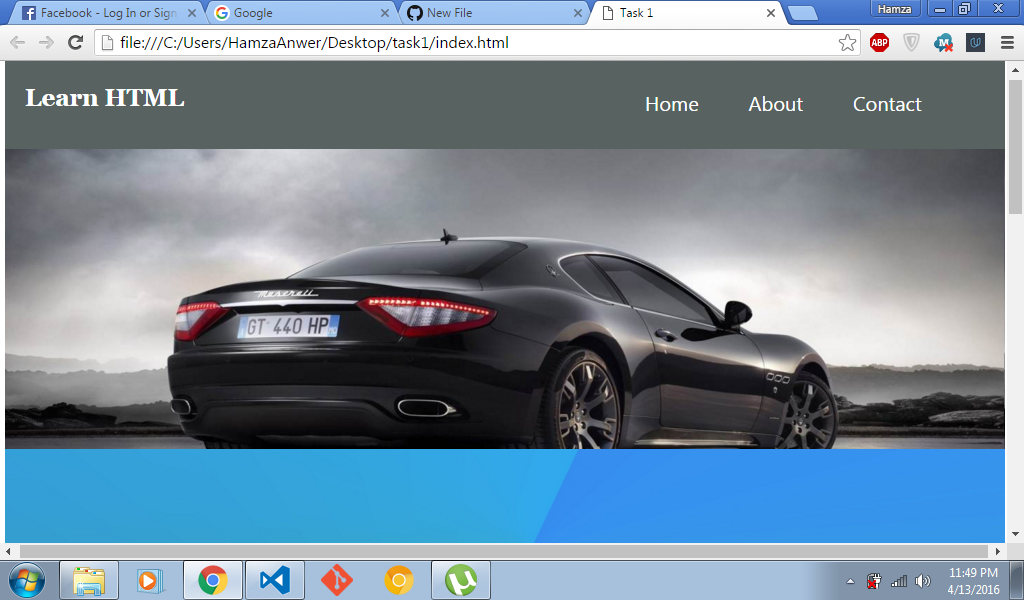 Facebook - Log In or Sign
Google
New File
Task 1
Hamza
file:///C:/Users/HamzaAnwer/Desktop/task1/index.html
ABP
M
U
Learn HTML
Home About Contact
Maserati
GT 440 HP
11:49 PM
4/13/2016